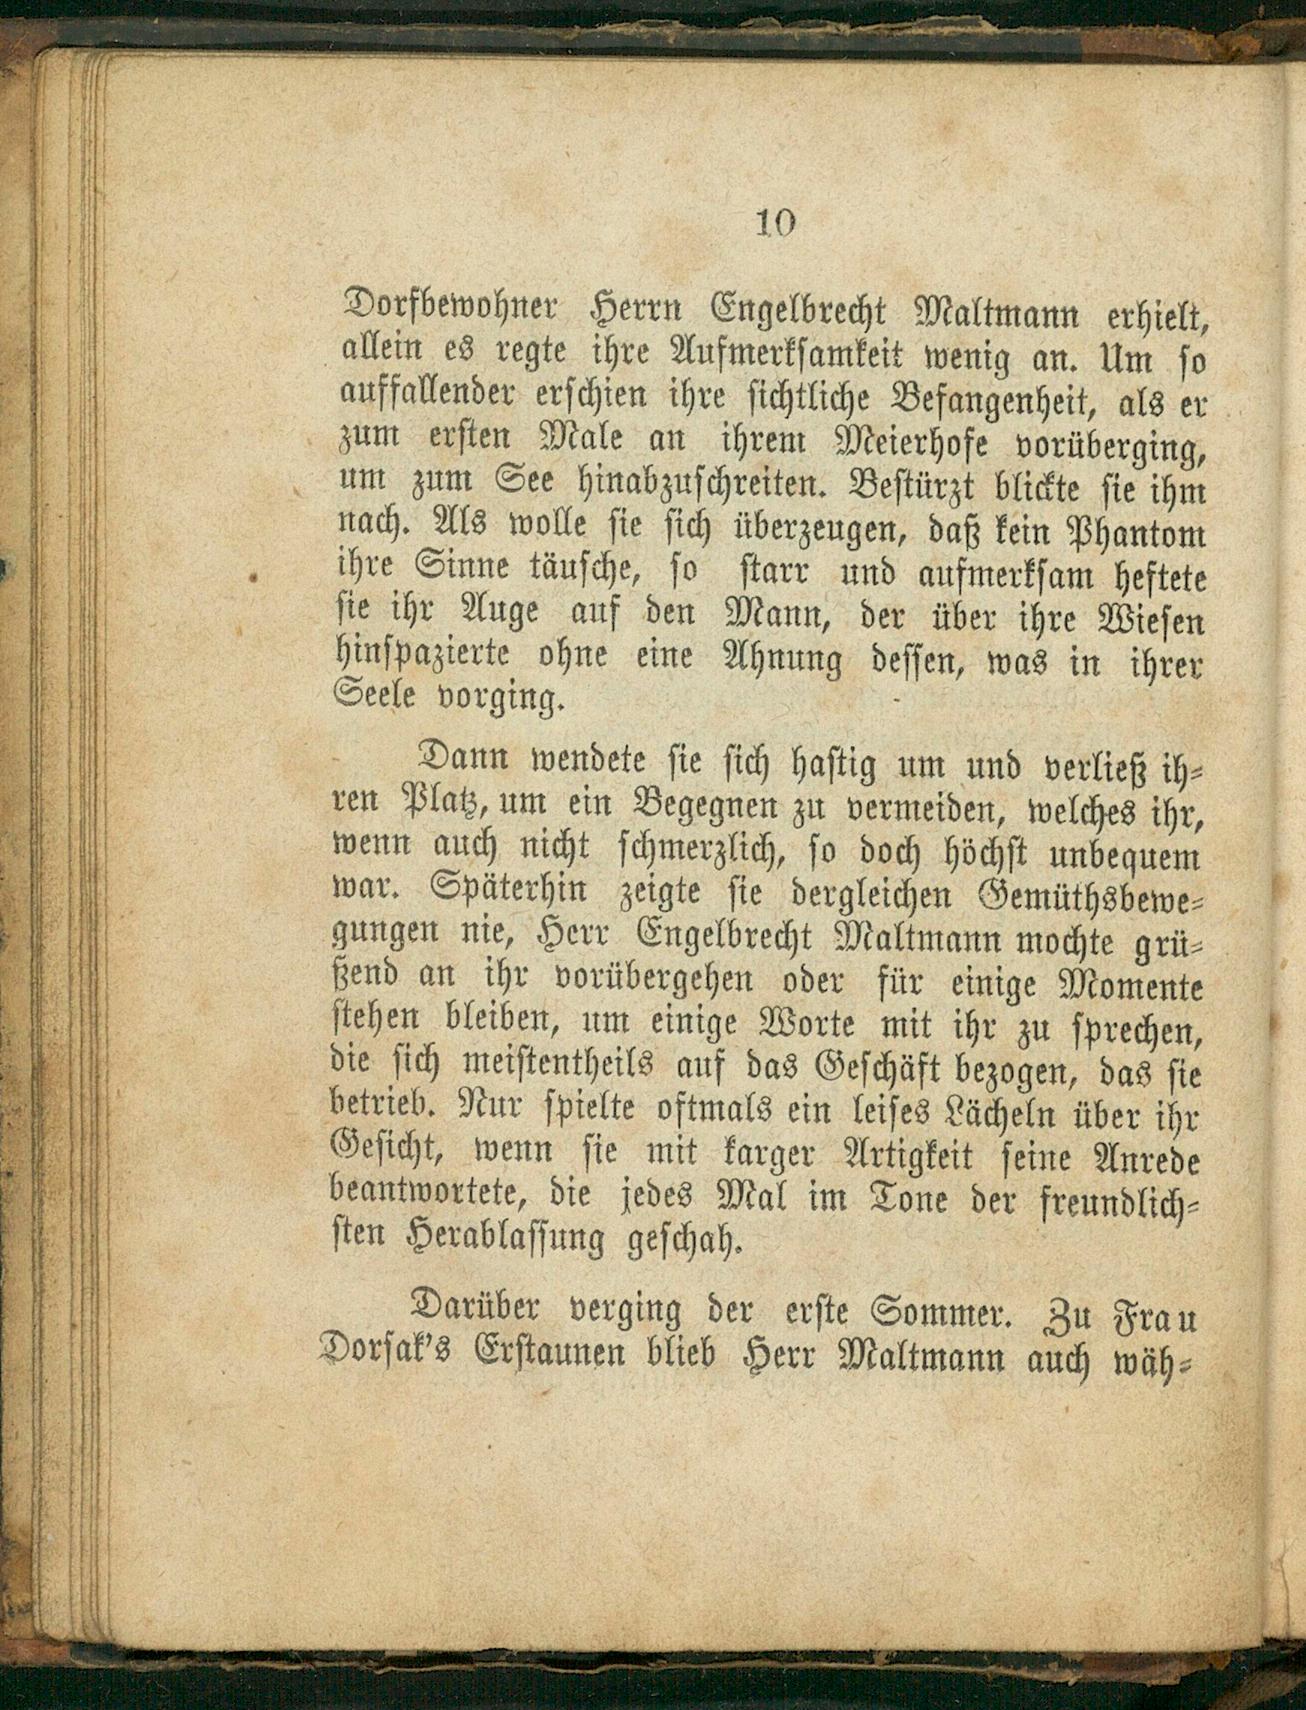 10
Dorfbewohner Herrn Engelbrecht Maltmann erhielt,
allein es regte ihre Aufmerksamkeit wenig an. Um so
auffallender erschien ihre sichtliche Befangenheit, als er
zum ersten Male an ihrem Meierhofe vorüberging,
um zum See hinabzuschreiten. Bestürzt blickte sie ihm
nach. Als wolle sie sich überzeugen, daß kein Phantom
ihre Sinne täusche, so starr und aufmerksam heftete
sie ihr Auge auf den Mann, der über ihre Wiesen
hinspazierte ohne eine Ahnung dessen, was in ihrer
Seele vorging.
Dann wendete sie sich hastig um und verließ ih-
ren Platz, um ein Begegnen zu vermeiden, welches ihr,
wenn auch nicht schmerzlich, so doch höchst unbequem
war. Späterhin zeigte sie dergleichen Gemüthsbewe-
gungen nie, Herr Engelbrecht Maltmann mochte grü-
ßend an ihr vorübergehen oder für einige Momente
stehen bleiben, um einige Worte mit ihr zu sprechen,
die sich meistentheils auf das Geschäft bezogen, das sie
betrieb. Nur spielte oftmals ein leises Lächeln über ihr
Gesicht, wenn sie mit karger Artigkeit seine Anrede
beantwortete, die jedes Mal im Tone der freundlich-
sten Herablassung geschah.
Darüber verging der erste Sommer. Zu Frau
Dorsak's Erstaunen blieb Herr Maltmann auch wäh-